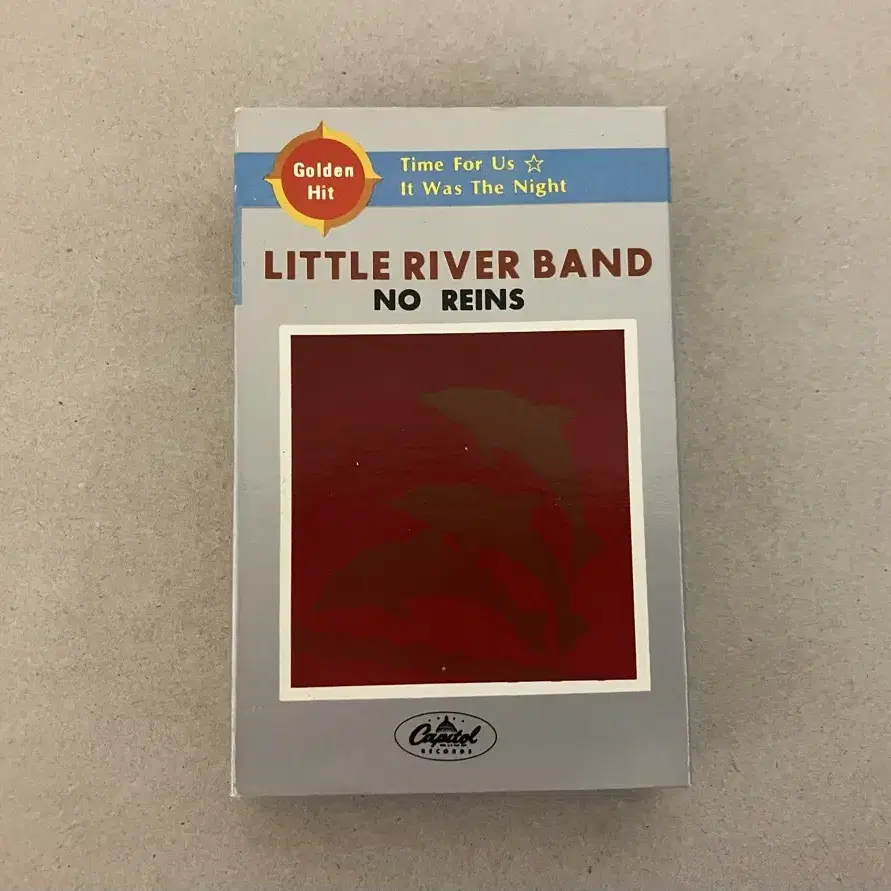 Golden
Hit
Time For Us ☆
It Was The Night
LITTLE RIVER BAND
NO REINS
Capitol
RECORDS